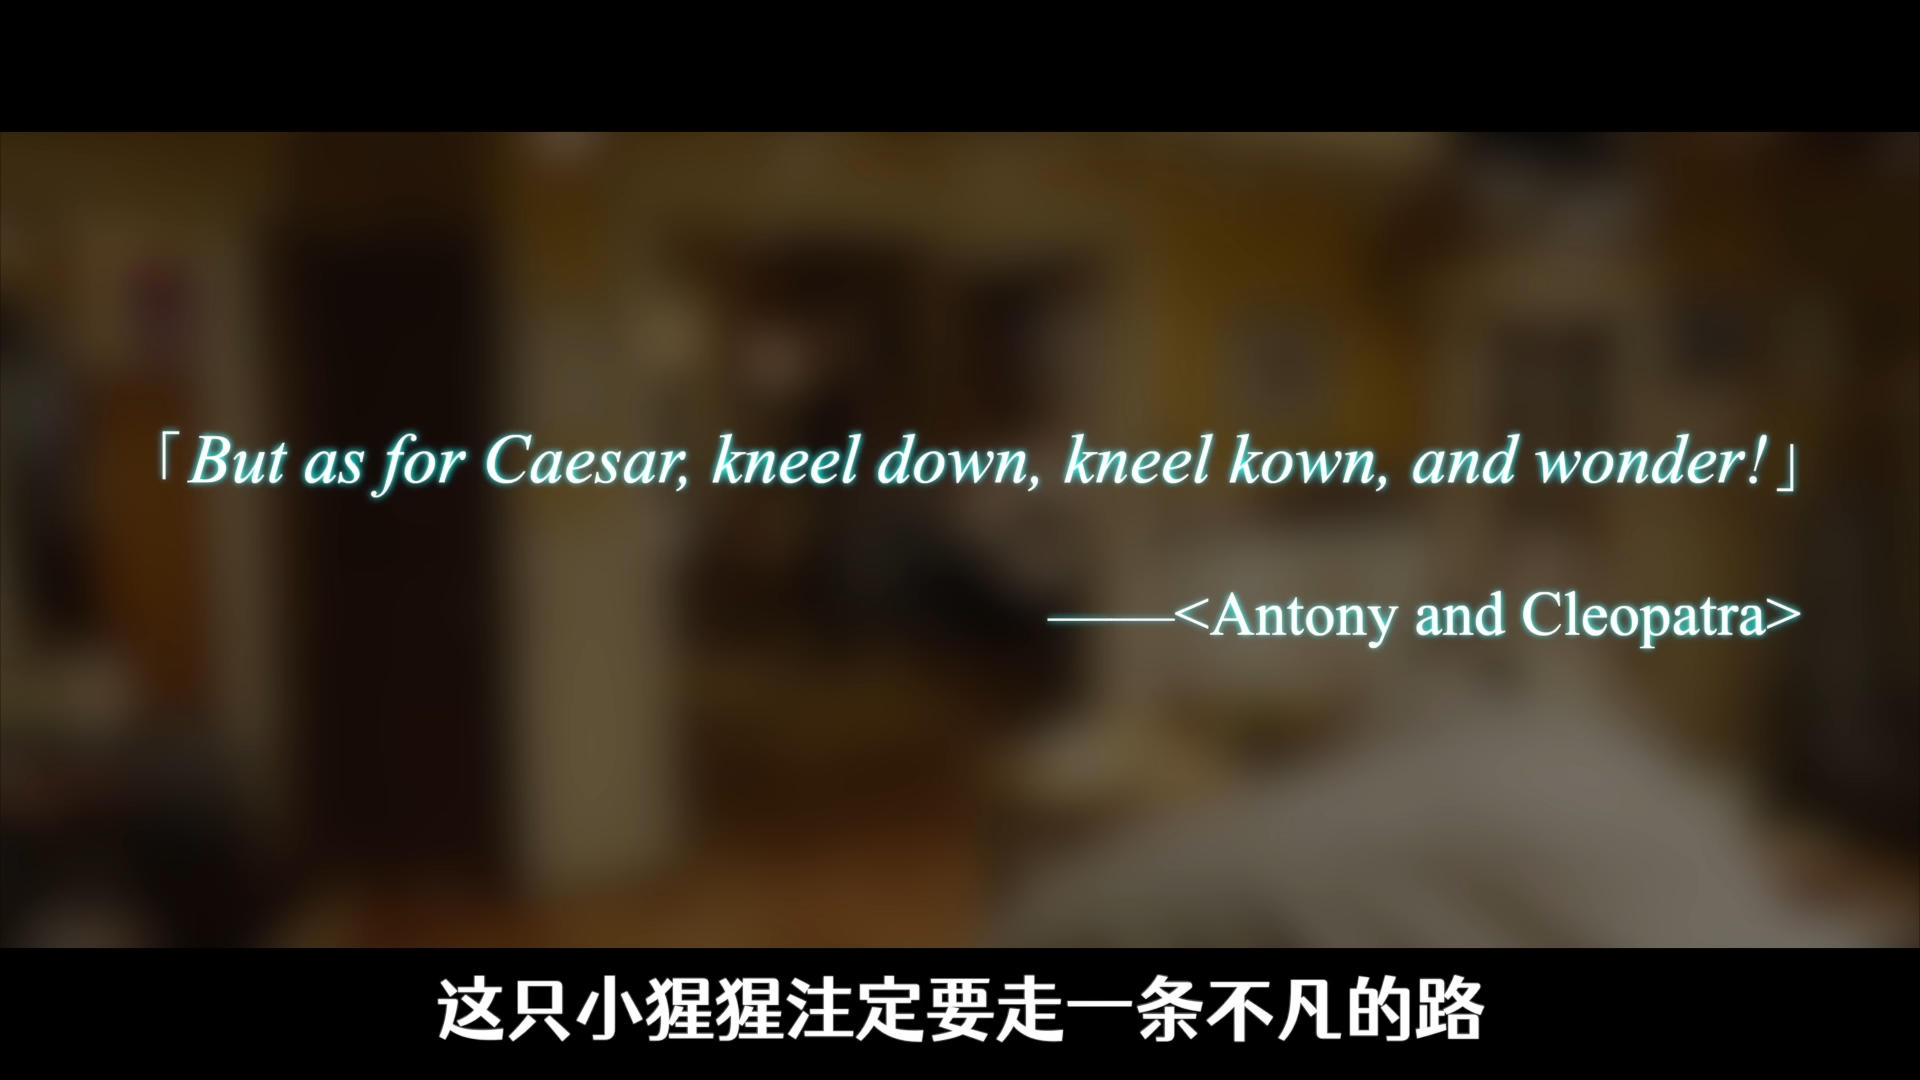 「But as for Caesar, kneel down, kneel kown, and wonder!」
——<Antony and Cleopatra>
这只小猩猩注定要走一条不凡的路